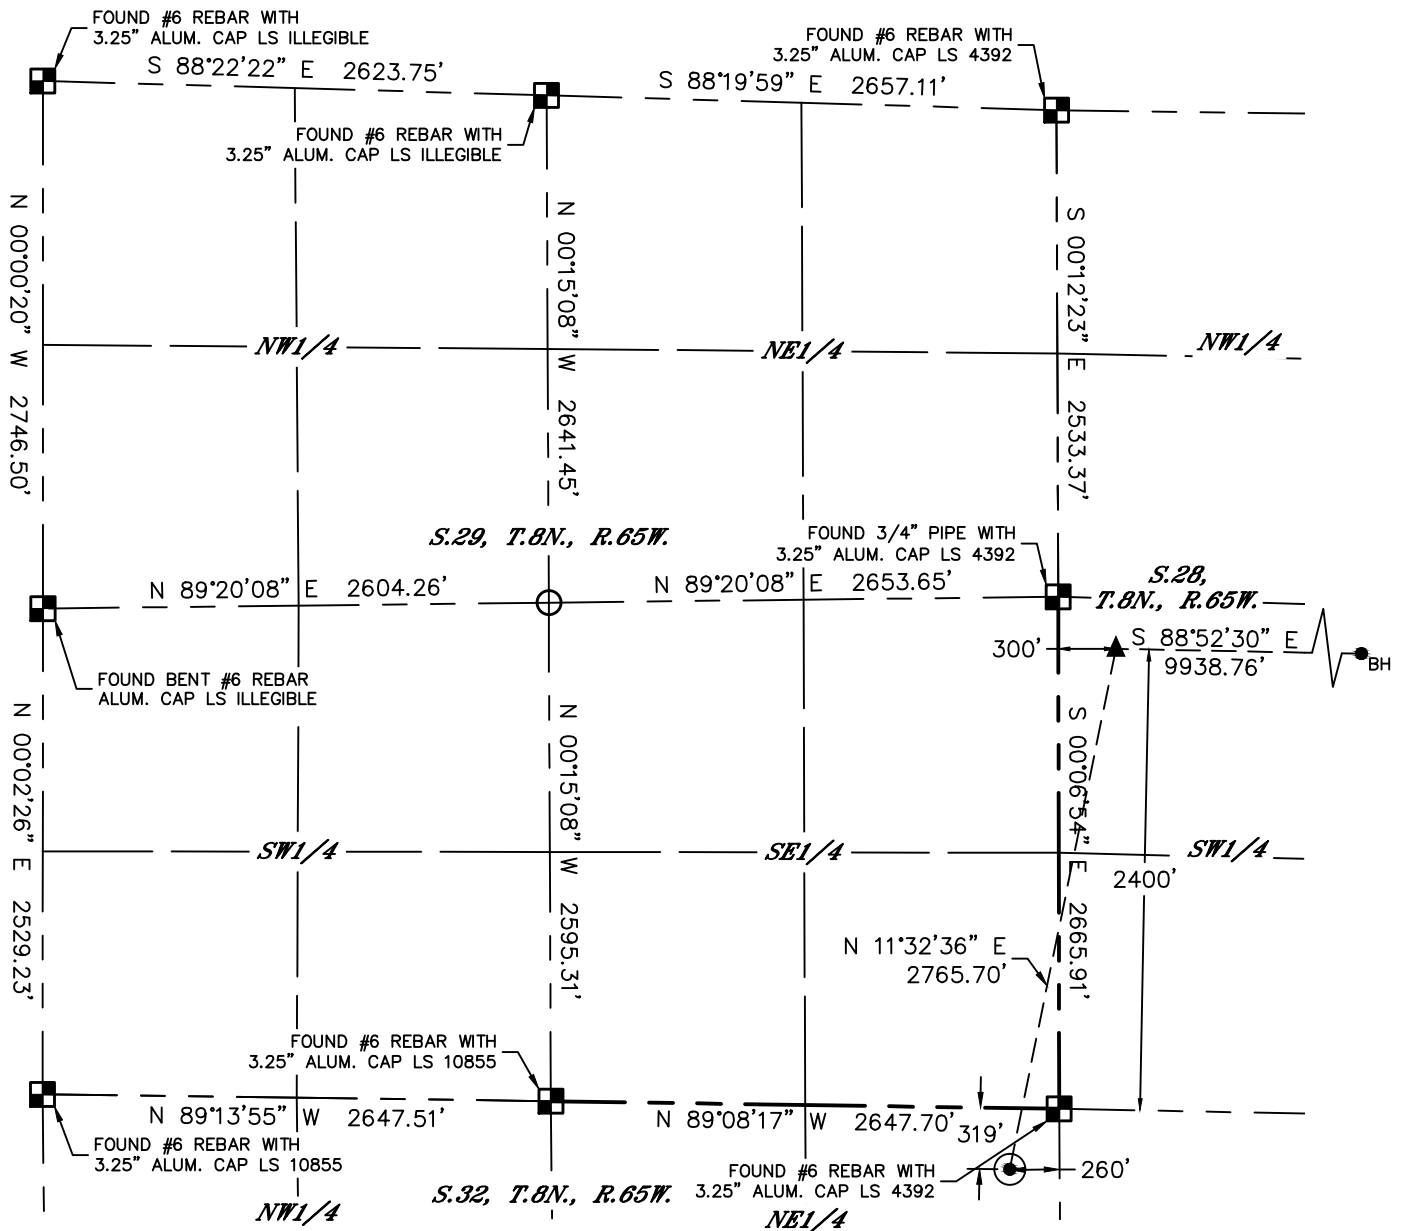 FOUND #6 REBAR WITH
3.25" ALUM. CAP LS ILLEGIBLE
S 88°22'22" E 2623.75'
FOUND #6 REBAR WITH
3.25" ALUM. CAP LS 4392
S 88°19'59" E 2657.11'
FOUND #6 REBAR WITH
3.25" ALUM. CAP LS ILLEGIBLE
N 00°00'20" W 2746.50'
N 00°15'08" W 2641.45'
S 00°12'23" E 2533.37'
NW1/4
NE1/4
NW1/4
S.29, T.8N., R.65W.
FOUND 3/4" PIPE WITH
3.25" ALUM. CAP LS 4392
N 89°20'08" E 2604.26'
N 89°20'08" E 2653.65'
S.28,
T.8N., R.65W.
300'
S 88°52'30" E
9938.76'
BH
FOUND BENT #6 REBAR
ALUM. CAP LS ILLEGIBLE
N 00°02'26" E 2529.23'
N 00°15'08" W 2595.31'
S 00°06'54" E 2665.91'
SW1/4
SE1/4
SW1/4
2400'
N 11°32'36" E
2765.70'
FOUND #6 REBAR WITH
3.25" ALUM. CAP LS 10855
N 89°13'55" W 2647.51'
N 89°08'17" W 2647.70'
319'
FOUND #6 REBAR WITH
3.25" ALUM. CAP LS 10855
FOUND #6 REBAR WITH
3.25" ALUM. CAP LS 4392
260'
S.32, T.8N., R.65W.
NW1/4
NE1/4